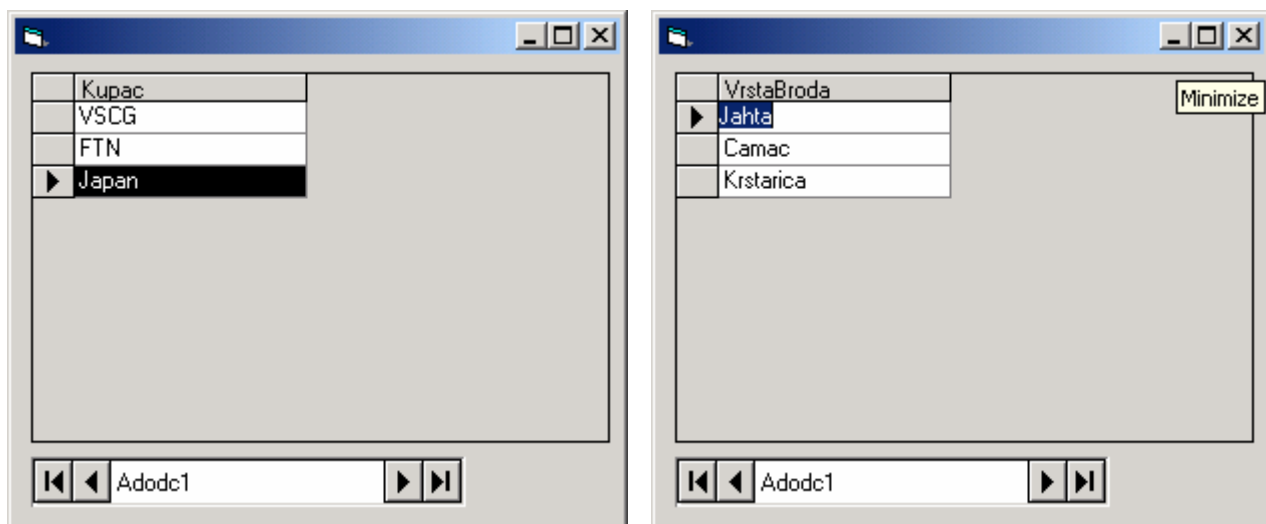 Kupac
VSCG
FTN
Japan
Adodc1
VrstaBroda
Minimize
Jahta
Camac
Krstarica
Adodc1